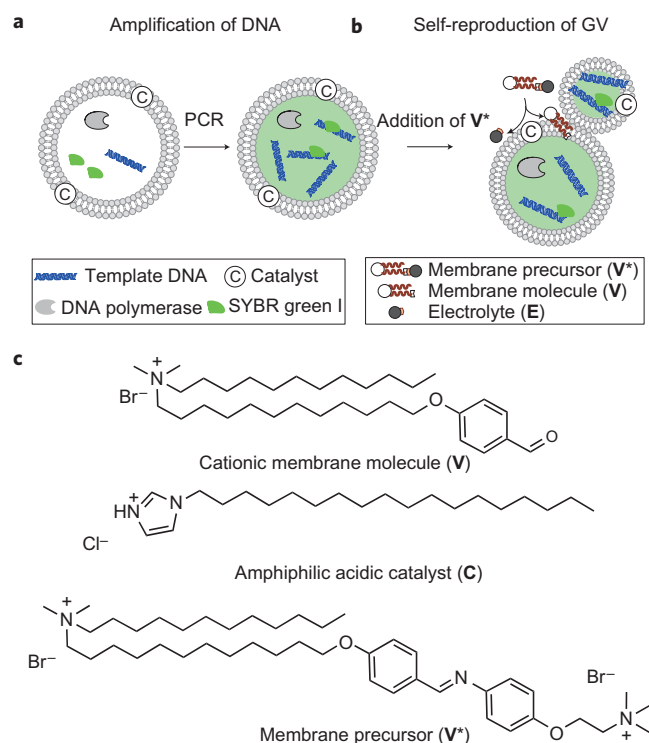 a Amplification of DNA
b Self-reproduction of GV
C
PCR
Addition of V*
C
C
C
C
C
Template DNA
C Catalyst
DNA polymerase
SYBR green I
Membrane precursor (V*)
Membrane molecule (V)
Electrolyte (E)
c
+
N
Br−
O
O
Cationic membrane molecule (V)
+
HN
N
Cl−
Amphiphilic acidic catalyst (C)
+
N
Br−
O
N
O
Br−
N
+
Membrane precursor (V*)